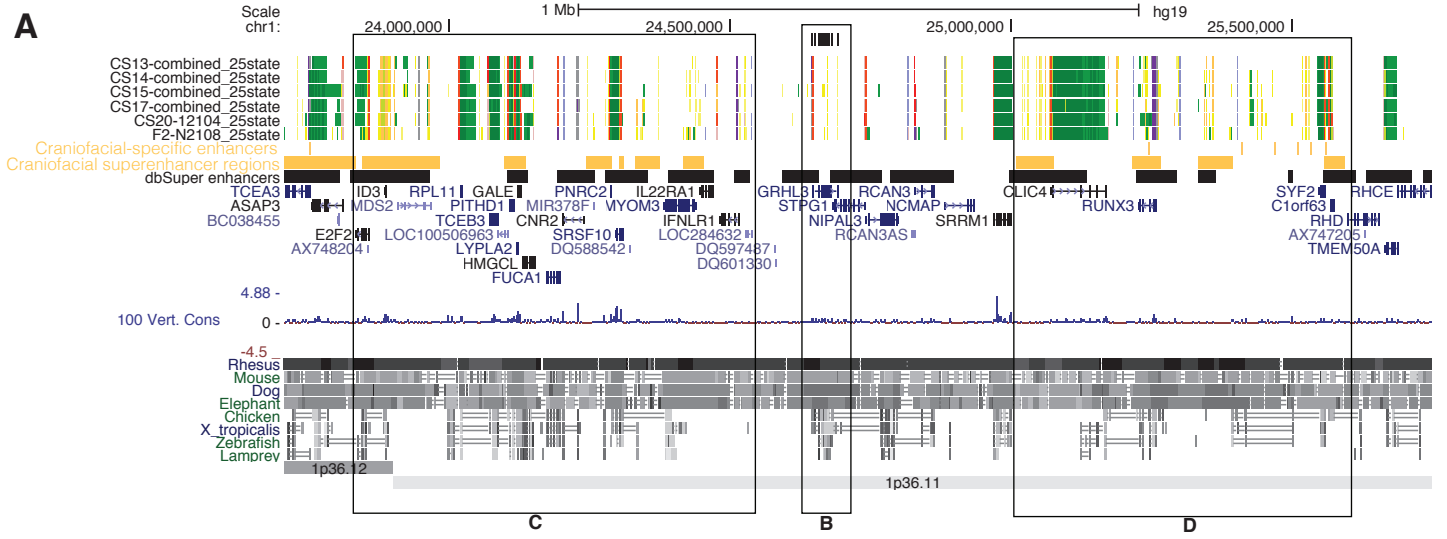 A
Scale 1 Mb hg19
chr1: 24,000,000 24,500,000 25,000,000 25,500,000
CS13-combined_25state
CS14-combined_25state
CS15-combined_25state
CS17-combined_25state
CS20-12104_25state
F2-N2108_25state
Craniofacial-specific enhancers
Craniofacial superenhancer regions
dbSuper enhancers
TCEA3 ID3 RPL11 GALE PNRC2 IL22RA1 GRHL3 RCAN3 CLIC4 SYF2 RHCE
ASAP3 MDS2 PITHD1 MIR378F MYOM3 STPG1 NCMAP RUNX3 C1orf63
BC038455 TCEB3 CNR2 IFNLR1 NIPAL3 SRRM1 RHD
E2F2 LOC100506963 SRSF10 LOC284632 RCAN3AS AX747205
AX748204 LYPLA2 DQ588542 DQ597487 TMEM50A
HMGCL DQ601330
FUCA1
4.88 -
100 Vert. Cons 0 -
-4.5 _
Rhesus
Mouse
Dog
Elephant
Chicken
X_tropicalis
Zebrafish
Lamprey
1p36.12
1p36.11
C B D